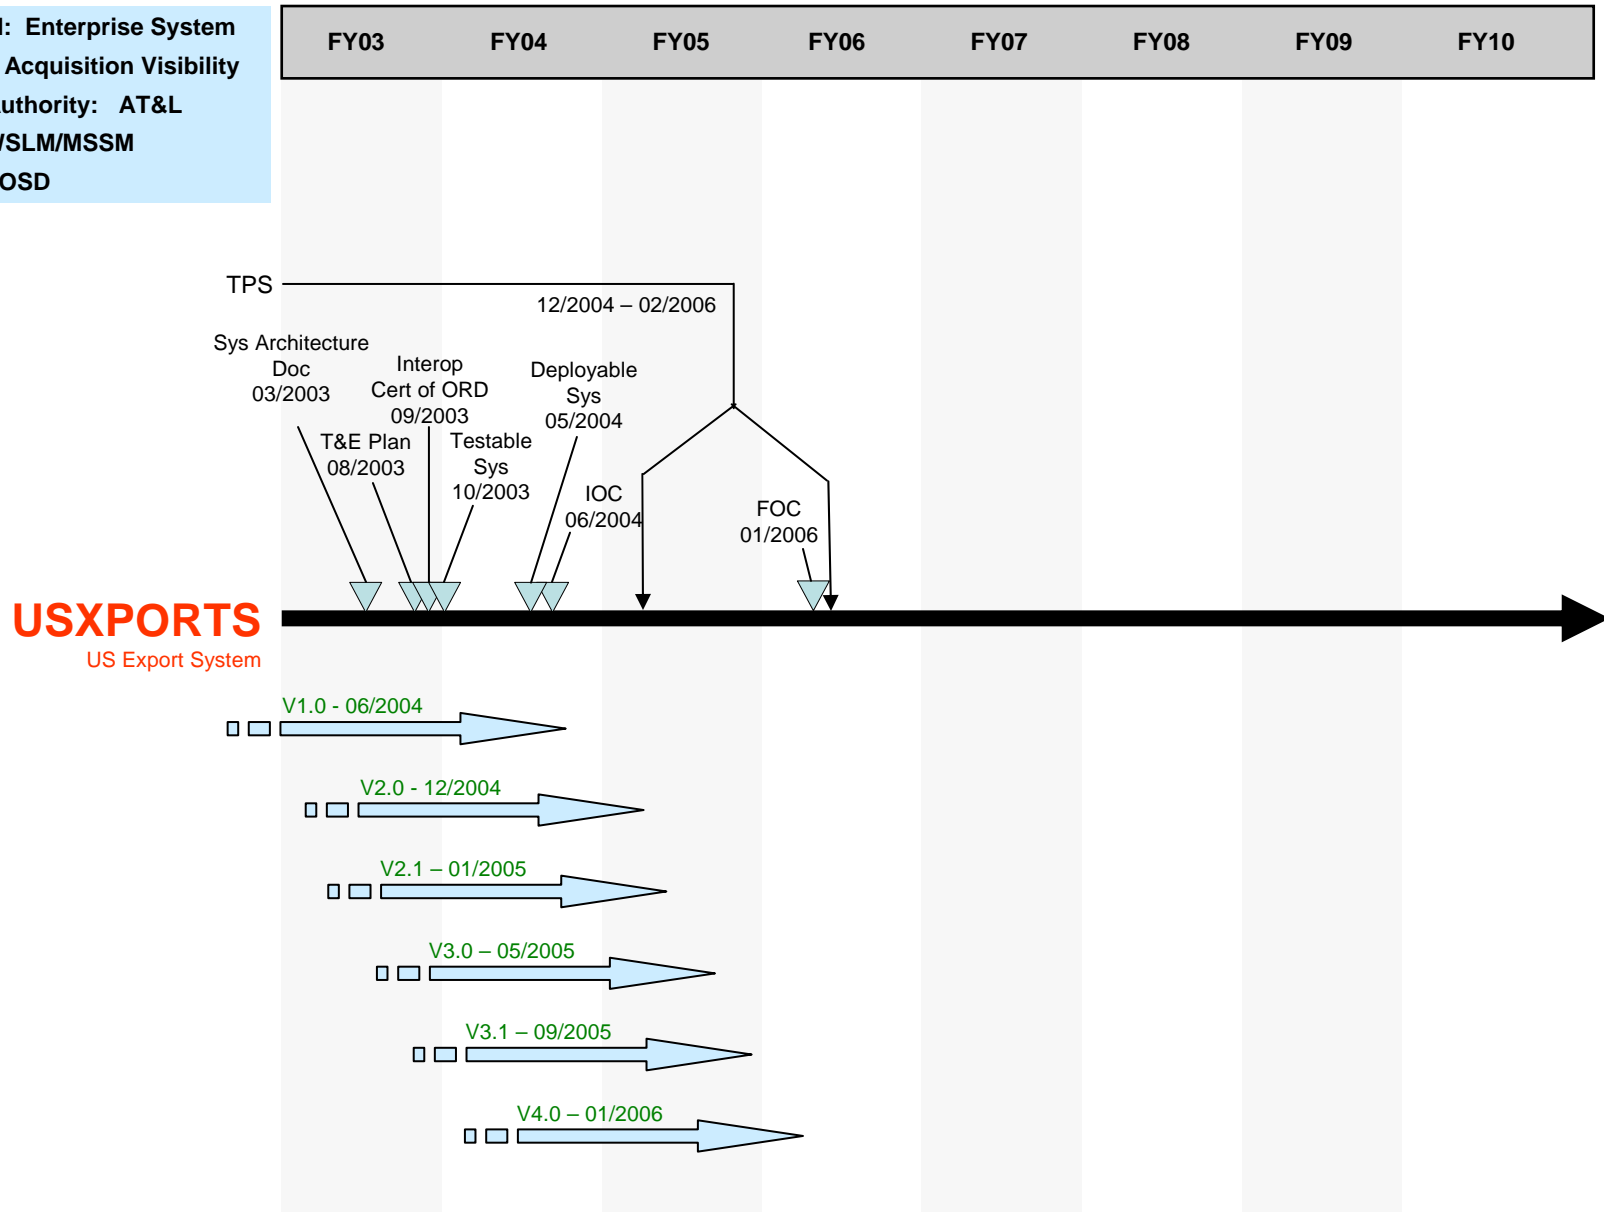 : Enterprise System
Acquisition Visibility
uthority: AT&L
WSLM/MSSM
OSD
FY03 FY04 FY05 FY06 FY07 FY08 FY09 FY10
TPS
12/2004 – 02/2006
Sys Architecture
Doc
03/2003
Interop
Cert of ORD
09/2003
Deployable
Sys
05/2004
T&E Plan
08/2003
Testable
Sys
10/2003
IOC
06/2004
FOC
01/2006
USXPORTS
US Export System
V1.0 - 06/2004
V2.0 - 12/2004
V2.1 – 01/2005
V3.0 – 05/2005
V3.1 – 09/2005
V4.0 – 01/2006